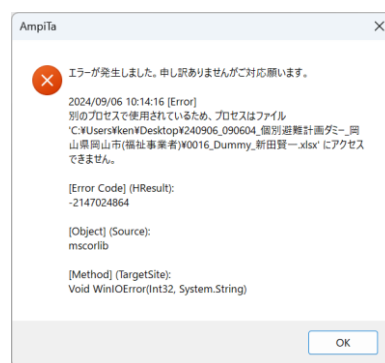 AmpiTa
エラーが発生しました。申し訳ありませんがご対応願います。
2024/09/06 10:14:16 [Error]
別のプロセスで使用されているため、プロセスはファイル
'C:¥Users¥ken¥Desktop¥240906_090604_個別避難計画ダミー_岡
山県岡山市(福祉事業者)¥0016_Dummy_新田賢一.xlsx' にアクセス
できません。
[Error Code] (HResult):
-2147024864
[Object] (Source):
mscorlib
[Method] (TargetSite):
Void WinIOError(Int32, System.String)
OK